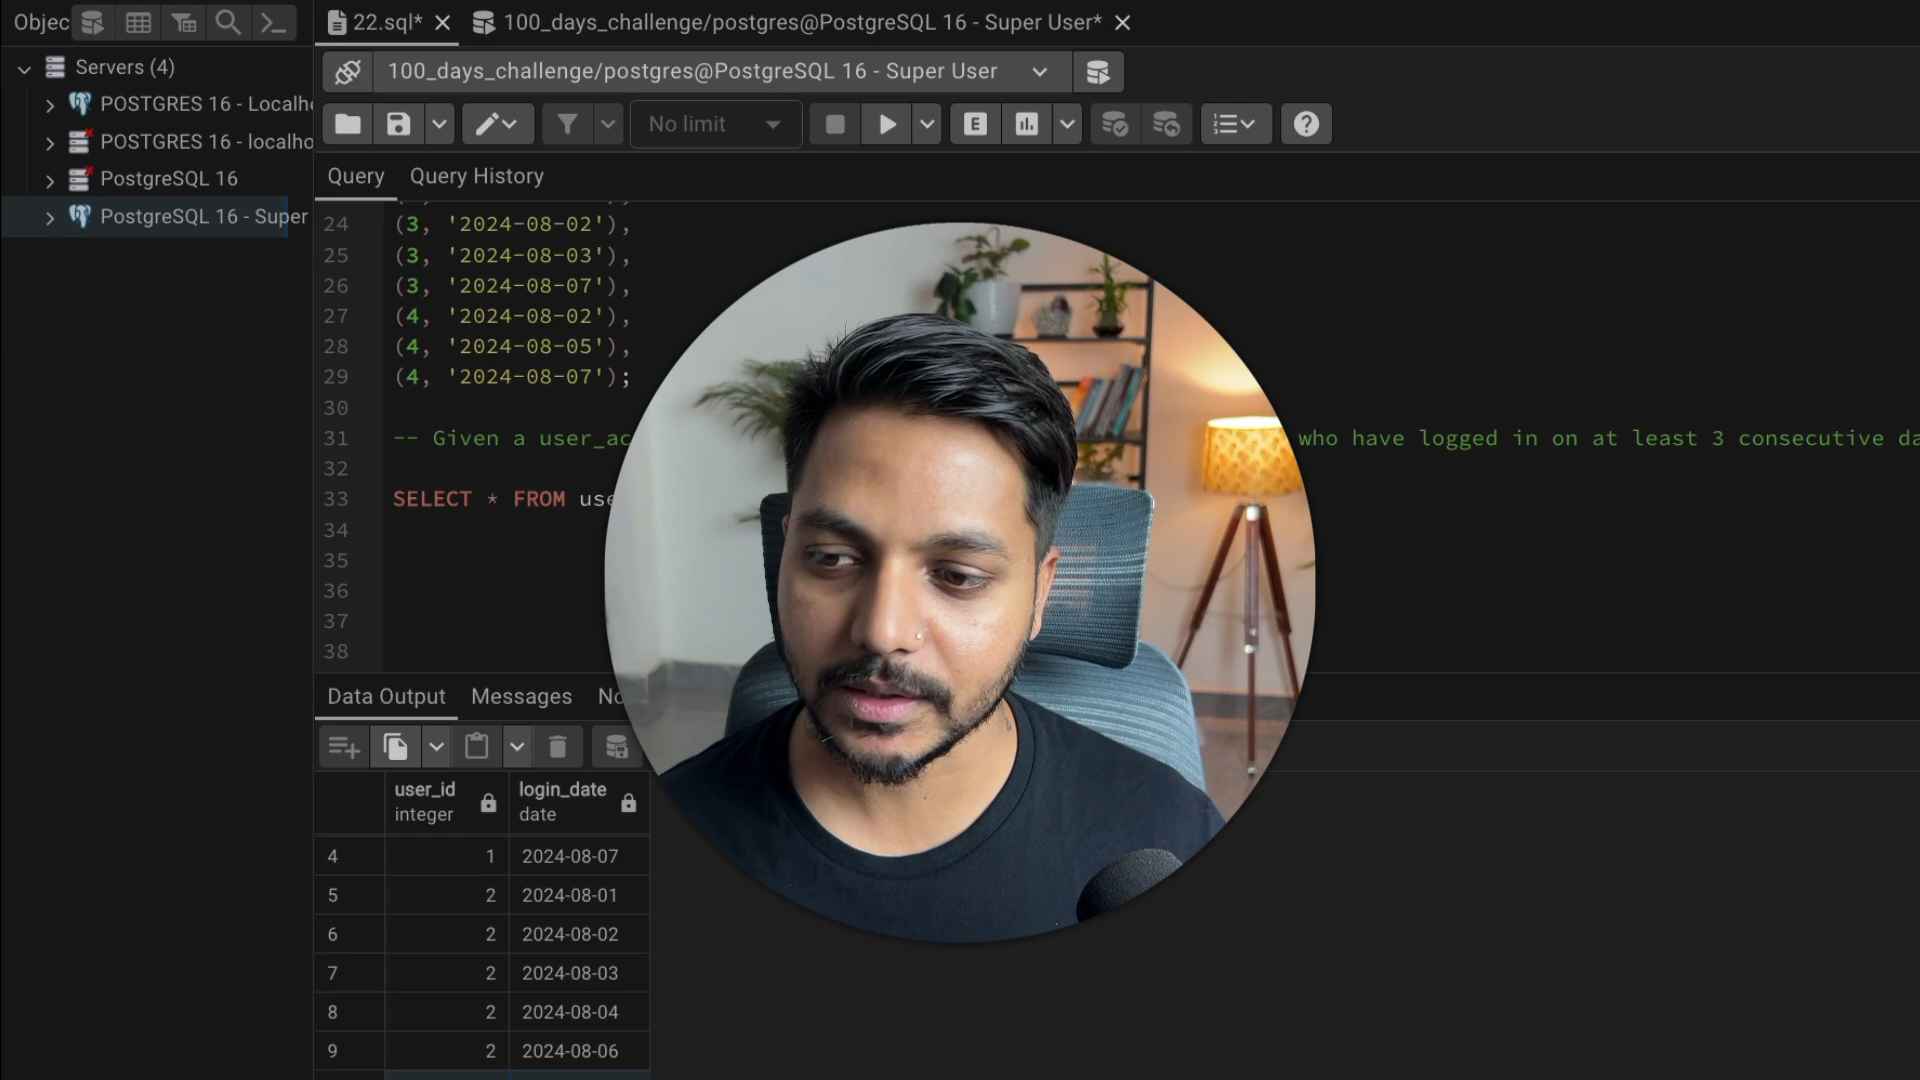 Objec
22.sql*
100_days_challenge/postgres@PostgreSQL 16 - Super User*
Servers (4)
POSTGRES 16 - Localh
POSTGRES 16 - localho
PostgreSQL 16
PostgreSQL 16 - Super
100_days_challenge/postgres@PostgreSQL 16 - Super User
No limit
E
Query
Query History
24 (3, '2024-08-02'),
25 (3, '2024-08-03'),
26 (3, '2024-08-07'),
27 (4, '2024-08-02'),
28 (4, '2024-08-05'),
29 (4, '2024-08-07');
30
31 -- Given a user_ac who have logged in on at least 3 consecutive da
32
33 SELECT * FROM use
34
35
36
37
38
Data Output
Messages
No
user_id integer
login_date date
4 1 2024-08-07
5 2 2024-08-01
6 2 2024-08-02
7 2 2024-08-03
8 2 2024-08-04
9 2 2024-08-06